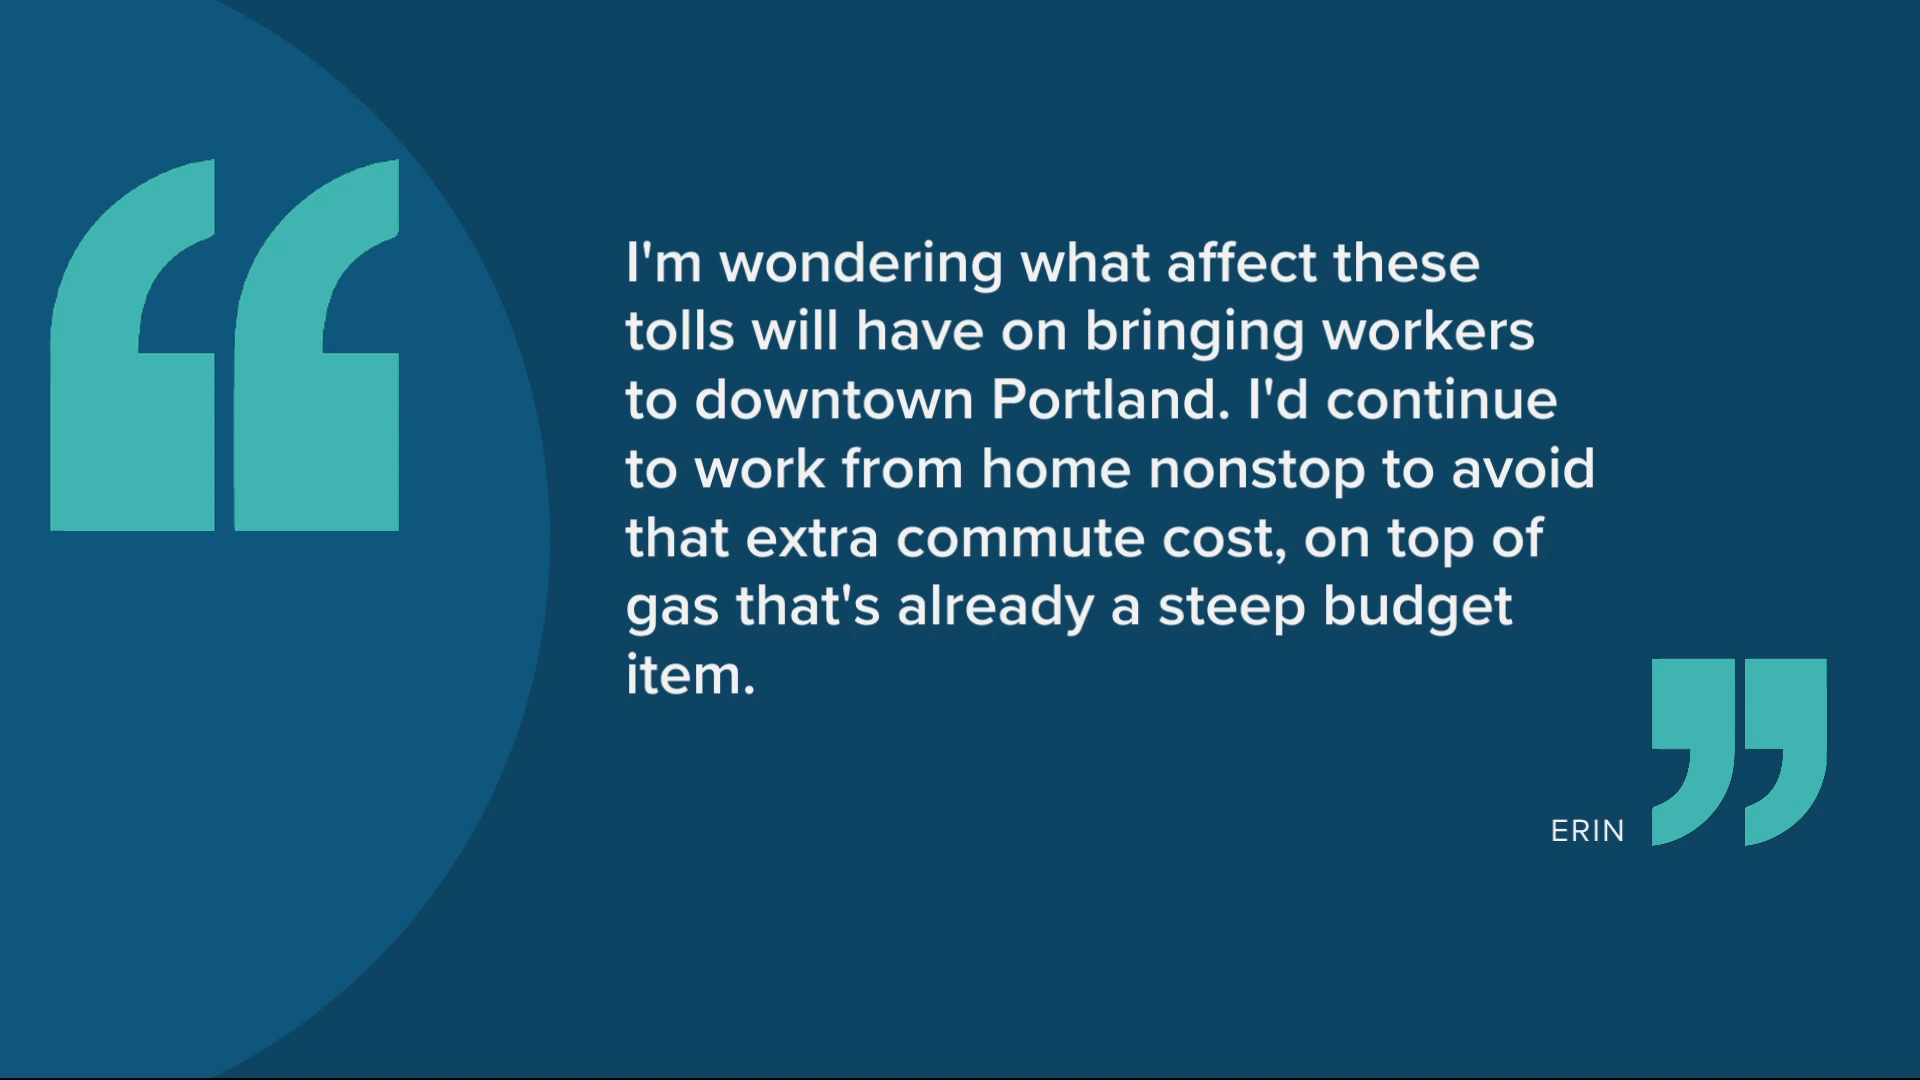 I'm wondering what affect these
tolls will have on bringing workers
to downtown Portland. I'd continue
to work from home nonstop to avoid
that extra commute cost, on top of
gas that's already a steep budget
item.
ERIN